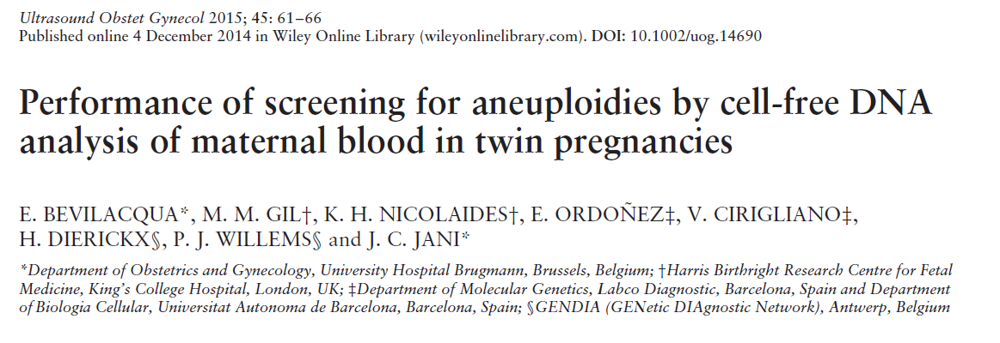 Ultrasound Obstet Gynecol 2015; 45: 61–66
Published online 4 December 2014 in Wiley Online Library (wileyonlinelibrary.com). DOI: 10.1002/uog.14690
Performance of screening for aneuploidies by cell-free DNA
analysis of maternal blood in twin pregnancies
E. BEVILACQUA*, M. M. GIL†, K. H. NICOLAIDES†, E. ORDOÑEZ‡, V. CIRIGLIANO‡,
H. DIERICKX§, P. J. WILLEMS§ and J. C. JANI*
*Department of Obstetrics and Gynecology, University Hospital Brugmann, Brussels, Belgium; †Harris Birthright Research Centre for Fetal
Medicine, King’s College Hospital, London, UK; ‡Department of Molecular Genetics, Labco Diagnostic, Barcelona, Spain and Department
of Biologia Cellular, Universitat Autonoma de Barcelona, Barcelona, Spain; §GENDIA (GENetic DIAgnostic Network), Antwerp, Belgium